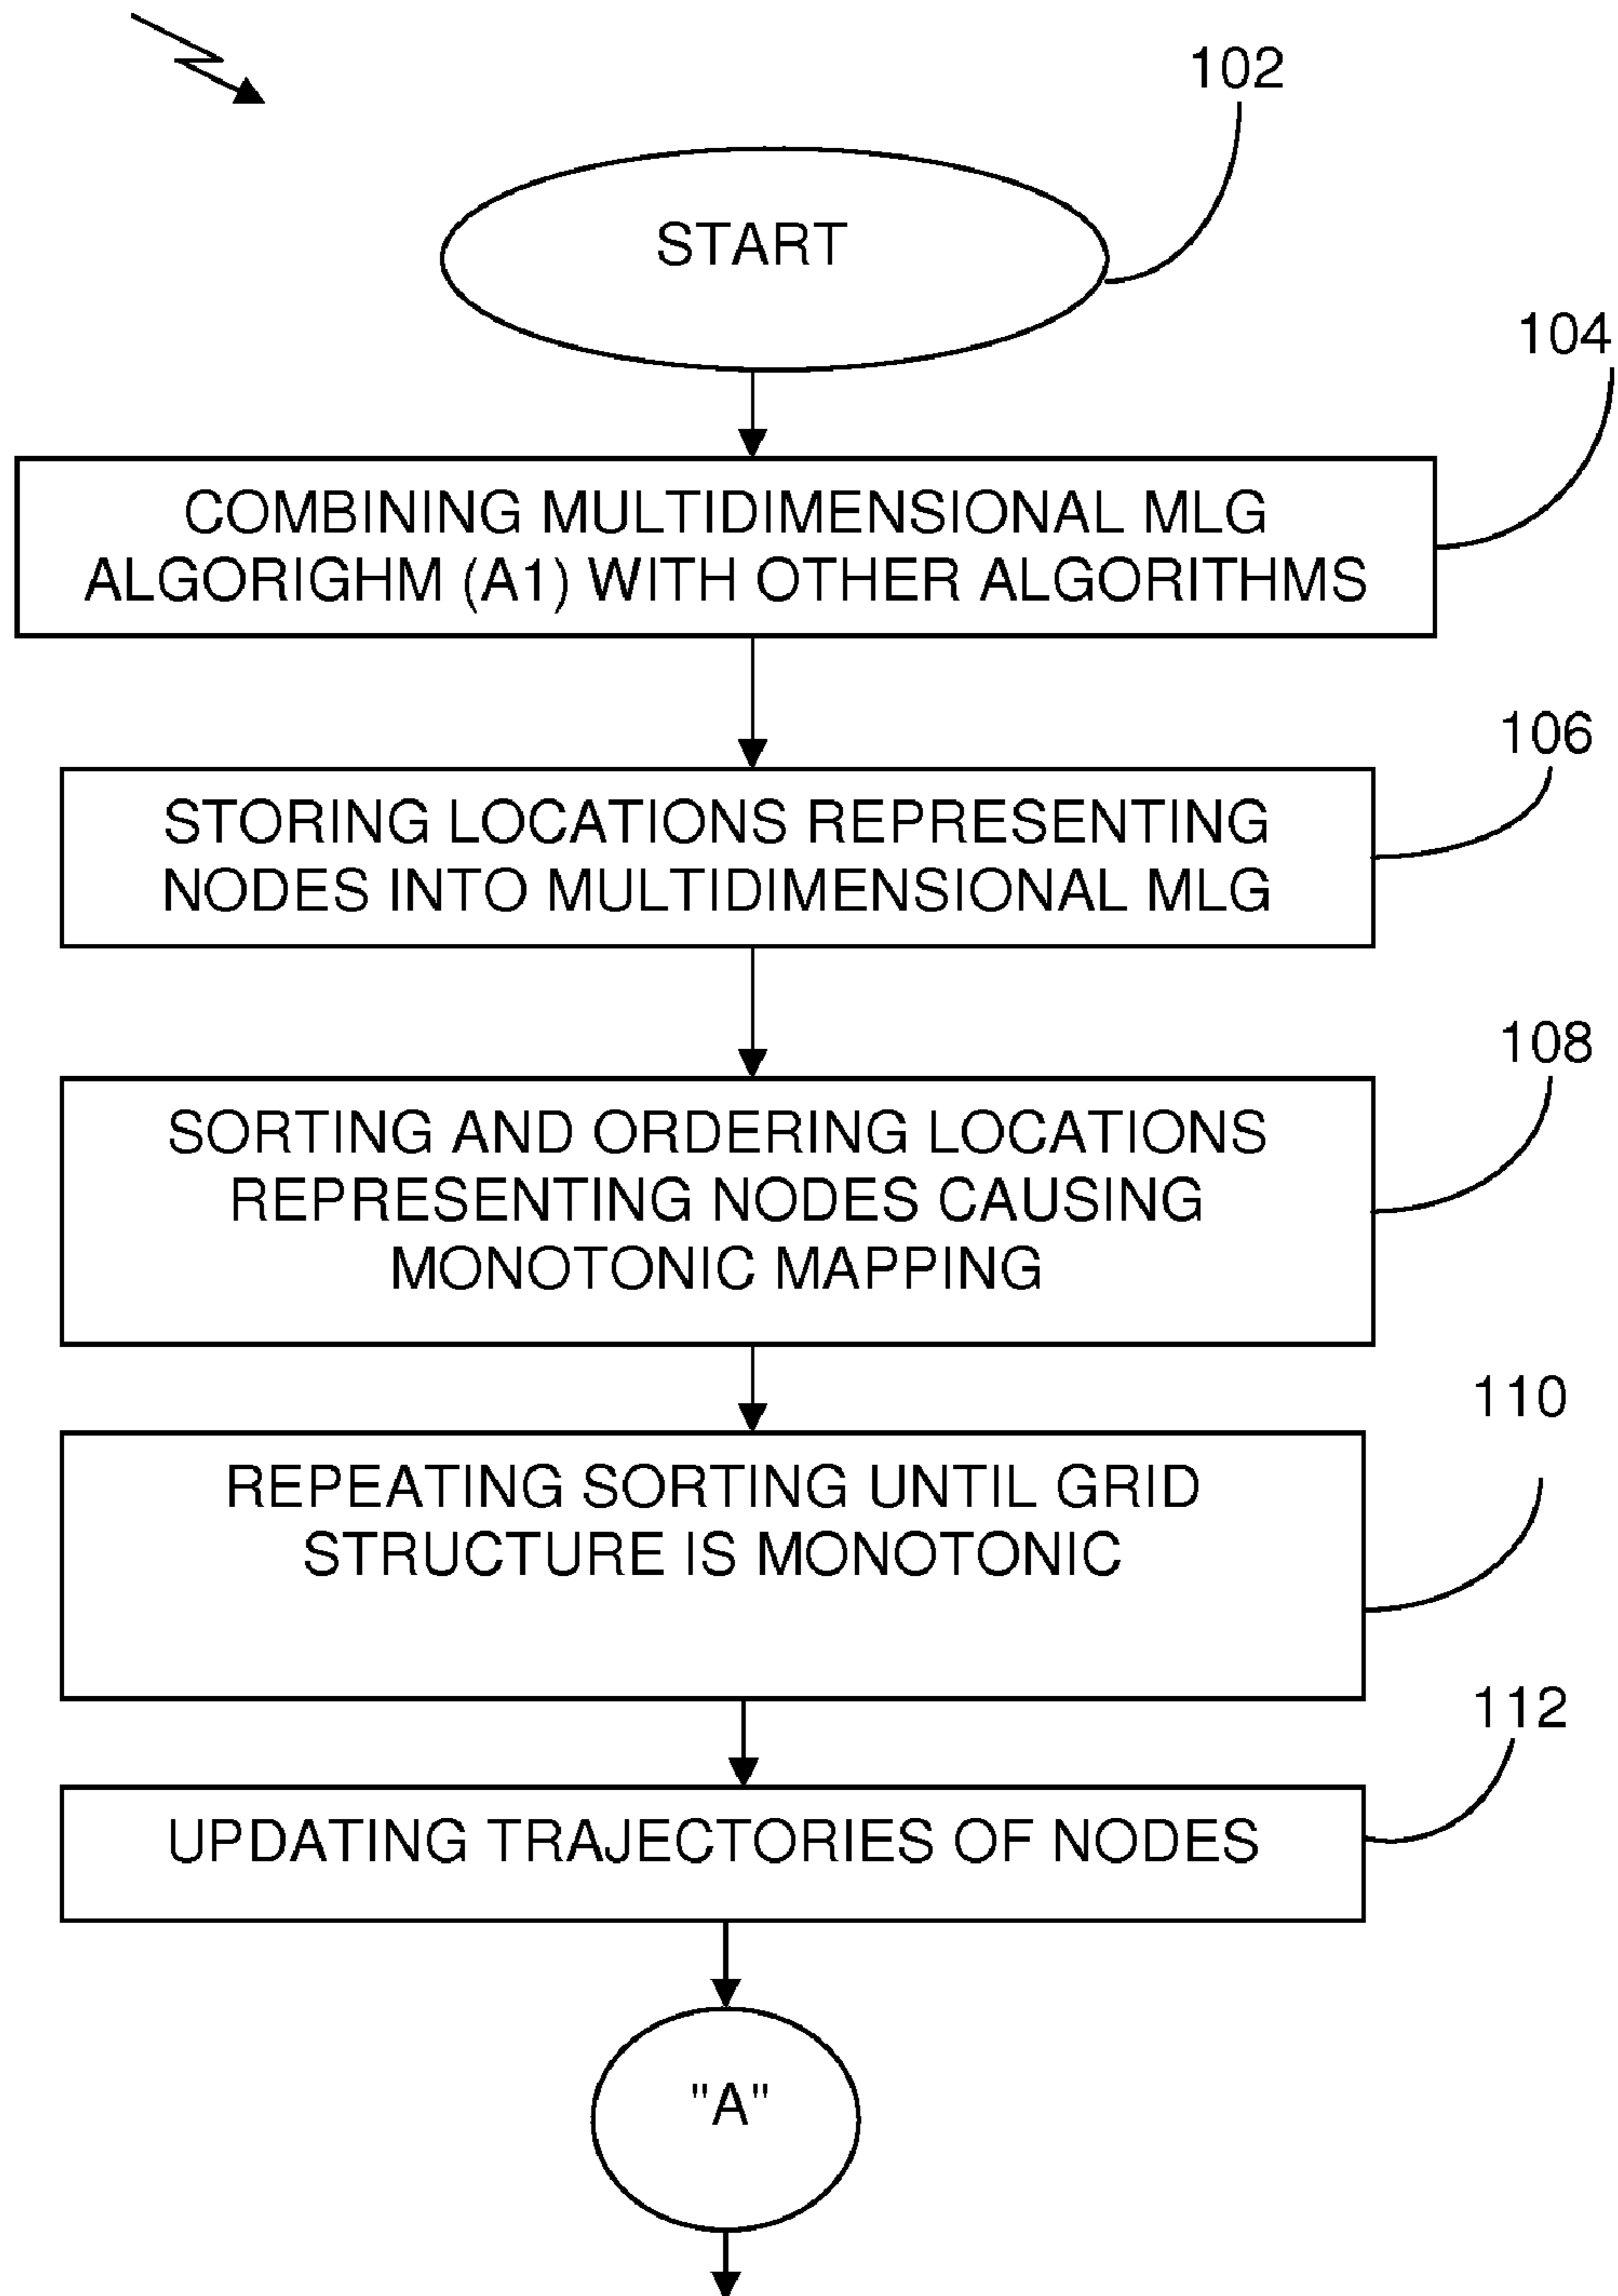 102
START
104
COMBINING MULTIDIMENSIONAL MLG
ALGORIGHM (A1) WITH OTHER ALGORITHMS
106
STORING LOCATIONS REPRESENTING
NODES INTO MULTIDIMENSIONAL MLG
108
SORTING AND ORDERING LOCATIONS
REPRESENTING NODES CAUSING
MONOTONIC MAPPING
110
REPEATING SORTING UNTIL GRID
STRUCTURE IS MONOTONIC
112
UPDATING TRAJECTORIES OF NODES
"A"